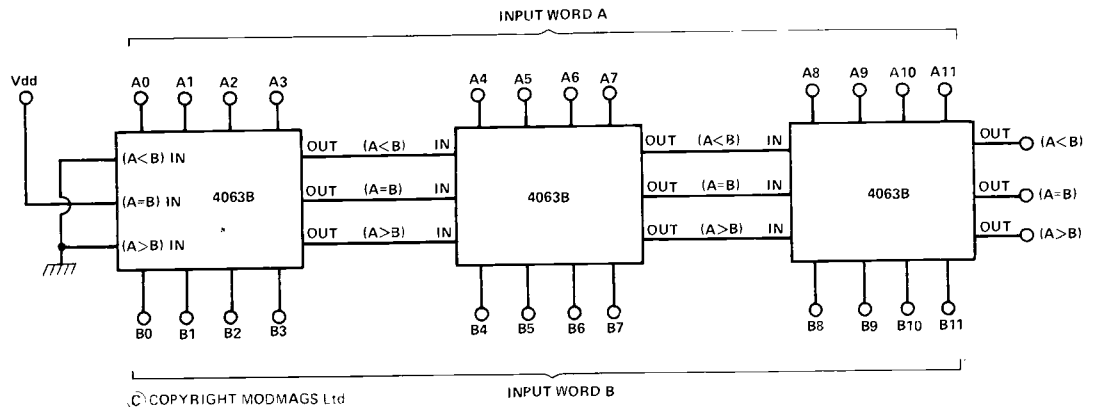 INPUT WORD A
Vdd
A0 A1 A2 A3
A4 A5 A6 A7
A8 A9 A10 A11
(A<B) IN
(A=B) IN
(A>B) IN
4063B
OUT (A<B) IN
OUT (A=B) IN
OUT (A>B) IN
4063B
OUT (A<B) IN
OUT (A=B) IN
OUT (A>B) IN
4063B
OUT (A<B)
OUT (A=B)
OUT (A>B)
B0 B1 B2 B3
B4 B5 B6 B7
B8 B9 B10 B11
INPUT WORD B
© COPYRIGHT MODMAGS Ltd